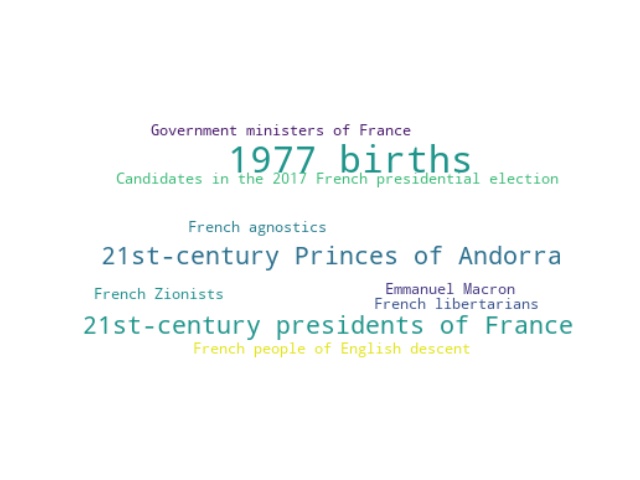 Government ministers of France
1977 births
Candidates in the 2017 French presidential election
French agnostics
21st-century Princes of Andorra
Emmanuel Macron
French Zionists
French libertarians
21st-century presidents of France
French people of English descent